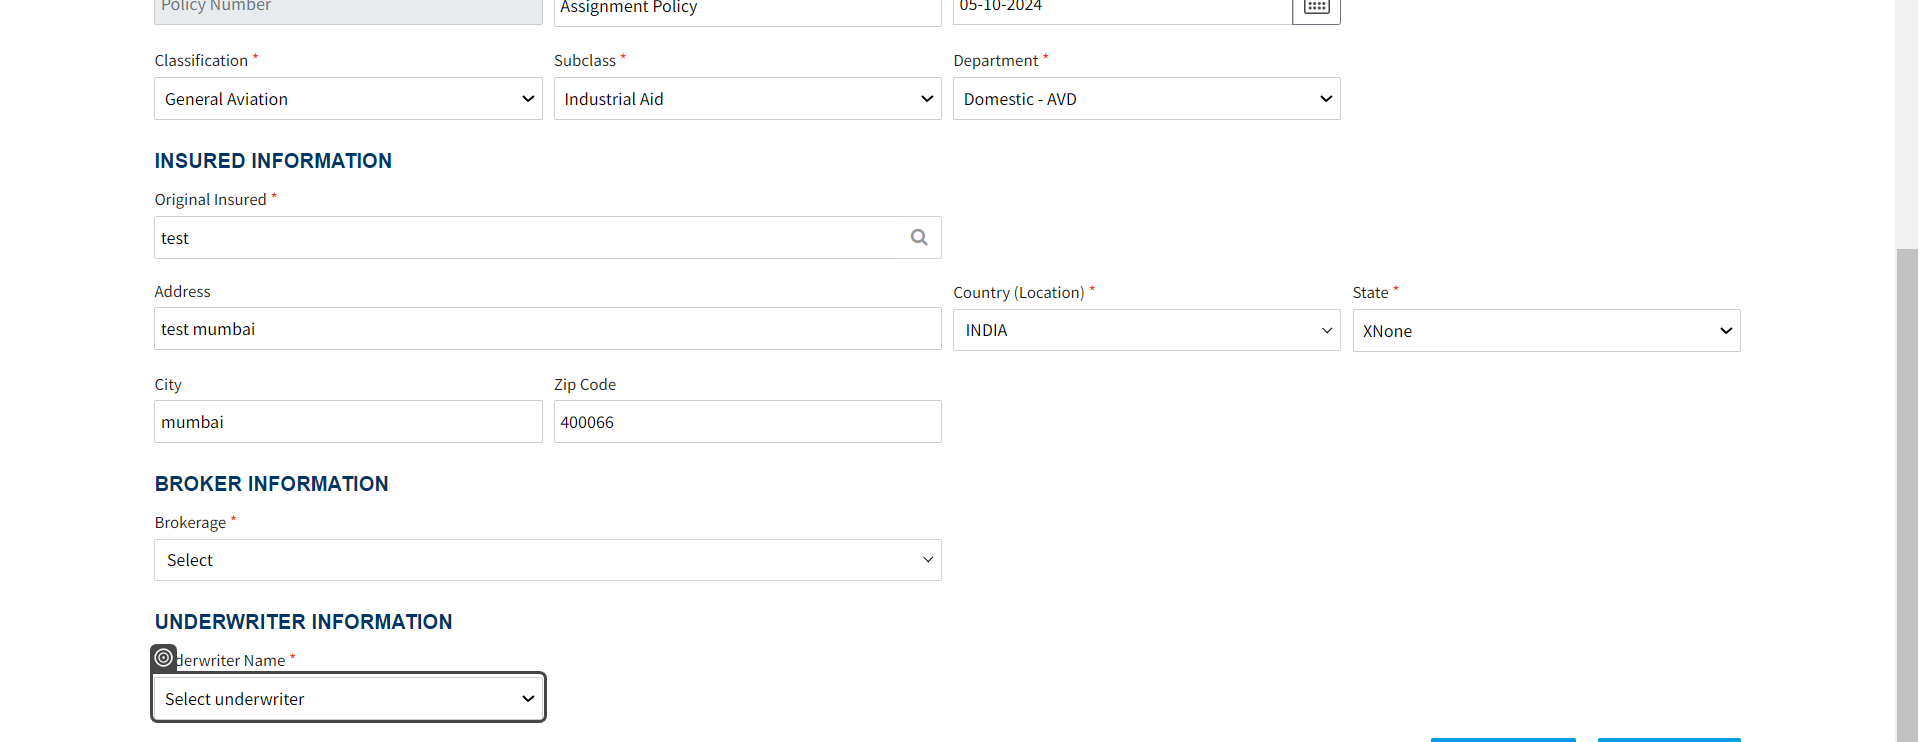 Policy Number
Assignment Policy
05-10-2024
Classification *
Subclass *
Department *
General Aviation
Industrial Aid
Domestic - AVD
INSURED INFORMATION
Original Insured *
test
Address
Country (Location) *
State *
test mumbai
INDIA
XNone
City
Zip Code
mumbai
400066
BROKER INFORMATION
Brokerage *
Select
UNDERWRITER INFORMATION
derwriter Name *
Select underwriter